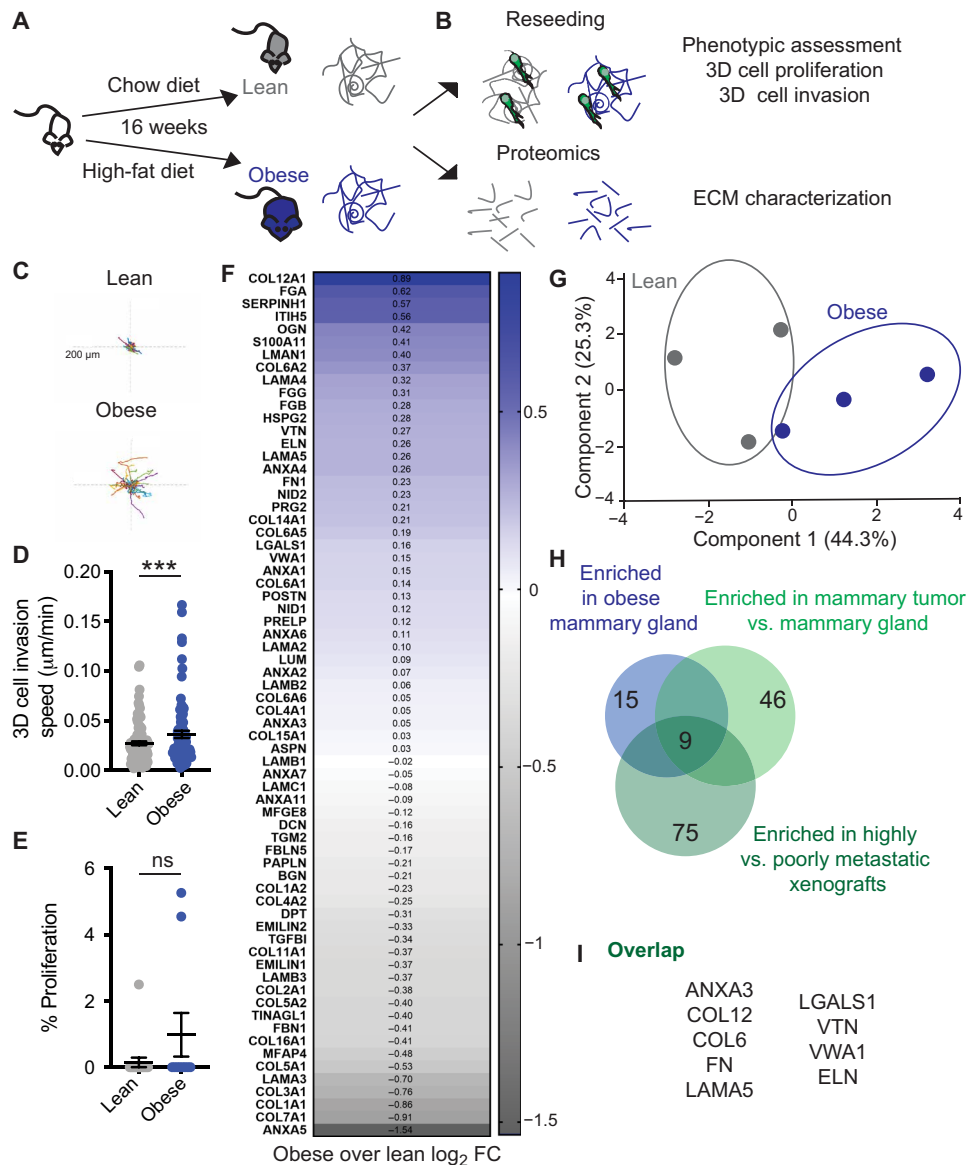 A
Chow diet
16 weeks
High-fat diet
Lean
Obese
B
Reseeding
Phenotypic assessment
3D cell proliferation
3D cell invasion
Proteomics
ECM characterization
C
Lean
200 μm
Obese
D
3D cell invasion
speed (μm/min)
0.20
0.15
0.10
0.05
0.00
***
Lean
Obese
E
% Proliferation
6
4
2
0
ns
Lean
Obese
F
COL12A1 0.89
FGA 0.62
SERPINH1 0.57
ITIH5 0.56
OGN 0.42
S100A11 0.41
LMAN1 0.40
COL6A2 0.37
LAMA4 0.32
FGG 0.31
FGB 0.28
HSPG2 0.28
VTN 0.27
ELN 0.26
LAMA5 0.26
ANXA4 0.26
FN1 0.23
NID2 0.23
PRG2 0.21
COL14A1 0.21
COL6A5 0.19
LGALS1 0.16
VWA1 0.15
ANXA1 0.15
COL6A1 0.14
POSTN 0.13
NID1 0.12
PRELP 0.12
ANXA6 0.11
LAMA2 0.10
LUM 0.09
ANXA2 0.07
LAMB2 0.06
COL6A6 0.05
COL4A1 0.05
ANXA3 0.05
COL15A1 0.03
ASPN 0.03
LAMB1 −0.02
ANXA7 −0.05
LAMC1 −0.08
ANXA11 −0.09
MFGE8 −0.12
DCN −0.16
TGM2 −0.16
FBLN5 −0.17
PAPLN −0.21
BGN −0.21
COL1A2 −0.23
COL4A2 −0.25
DPT −0.31
EMILIN2 −0.33
TGFBI −0.34
COL11A1 −0.37
EMILIN1 −0.37
LAMB3 −0.37
COL2A1 −0.38
COL5A2 −0.40
TINAGL1 −0.40
FBN1 −0.41
COL16A1 −0.41
MFAP4 −0.48
COL5A1 −0.53
LAMA3 −0.70
COL3A1 −0.76
COL1A1 −0.86
COL7A1 −0.91
ANXA5 −1.54
0.5
0
−0.5
−1
−1.5
Obese over lean log2 FC
G
Lean
Obese
Component 2 (25.3%)
4
2
0
−2
−4
−4 −2 0 2 4
Component 1 (44.3%)
H
Enriched
in obese
mammary gland
Enriched in mammary tumor
vs. mammary gland
15
46
9
75
Enriched in highly
vs. poorly metastatic
xenografts
I
Overlap
ANXA3
COL12
COL6
FN
LAMA5
LGALS1
VTN
VWA1
ELN